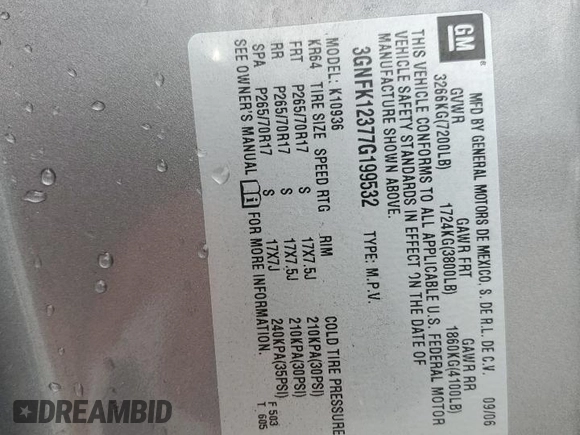 GM ®
MFD BY GENERAL MOTORS DE MEXICO, S. DE R.L. DE C.V. 09/06
GVWR GAWR FRT GAWR RR
3266KG(7200LB) 1724KG(3800LB) 1860KG(4100LB)
THIS VEHICLE CONFORMS TO ALL APPLICABLE U.S. FEDERAL MOTOR
VEHICLE SAFETY STANDARDS IN EFFECT ON THE DATE OF
MANUFACTURE SHOWN ABOVE.
3GNFK12377G199532 TYPE: M.P.V.
MODEL: K10936
KR64 TIRE SIZE SPEED RTG RIM COLD TIRE PRESSURE
FRT P265/70R17 S 17X7.5J 210KPA(30PSI)
RR P265/70R17 S 17X7.5J 210KPA(30PSI)
SPA P265/70R17 S 17X7J 240KPA(35PSI)
SEE OWNER'S MANUAL FOR MORE INFORMATION.
F 503
T 605
DREAMBID